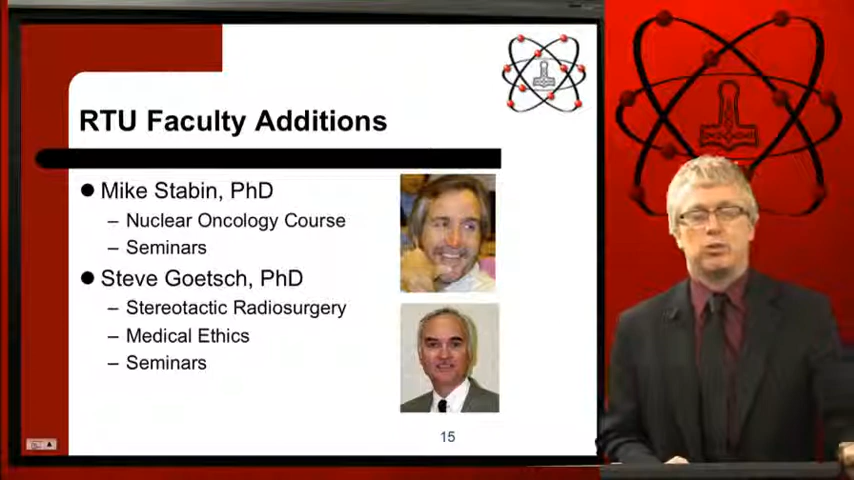 RTU Faculty Additions
● Mike Stabin, PhD
– Nuclear Oncology Course
– Seminars
● Steve Goetsch, PhD
– Stereotactic Radiosurgery
– Medical Ethics
– Seminars
15